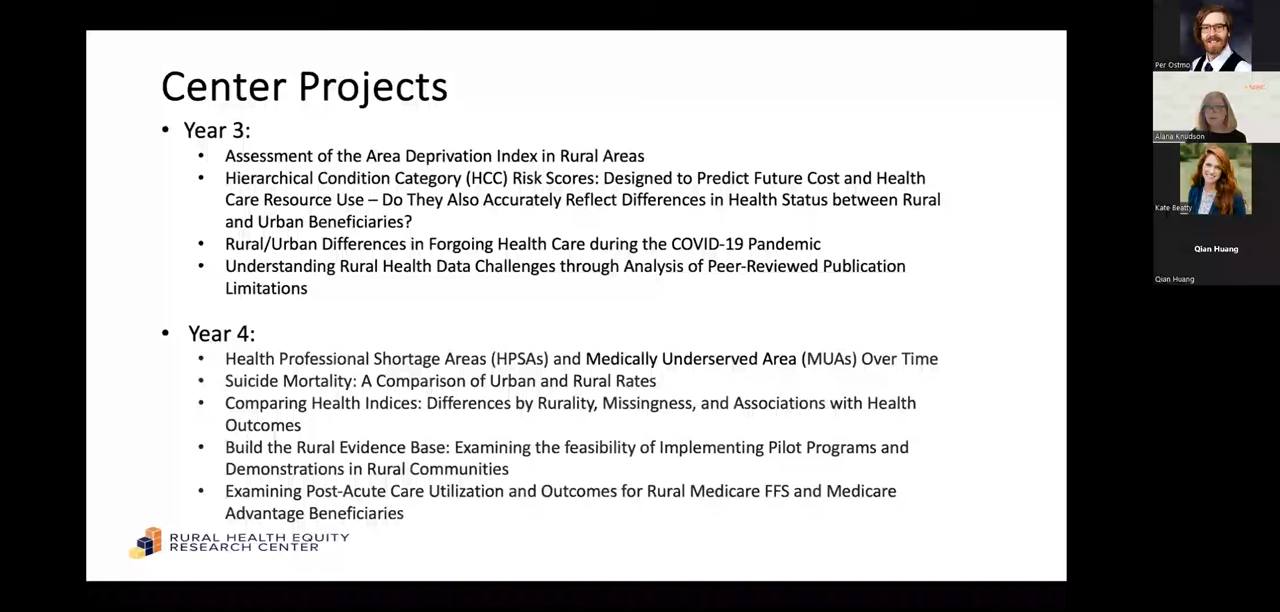 Center Projects
• Year 3:
• Assessment of the Area Deprivation Index in Rural Areas
• Hierarchical Condition Category (HCC) Risk Scores: Designed to Predict Future Cost and Health
Care Resource Use – Do They Also Accurately Reflect Differences in Health Status between Rural
and Urban Beneficiaries?
• Rural/Urban Differences in Forgoing Health Care during the COVID-19 Pandemic
• Understanding Rural Health Data Challenges through Analysis of Peer-Reviewed Publication
Limitations
• Year 4:
• Health Professional Shortage Areas (HPSAs) and Medically Underserved Area (MUAs) Over Time
• Suicide Mortality: A Comparison of Urban and Rural Rates
• Comparing Health Indices: Differences by Rurality, Missingness, and Associations with Health
Outcomes
• Build the Rural Evidence Base: Examining the feasibility of Implementing Pilot Programs and
Demonstrations in Rural Communities
• Examining Post-Acute Care Utilization and Outcomes for Rural Medicare FFS and Medicare
Advantage Beneficiaries
RURAL HEALTH EQUITY
RESEARCH CENTER
Per Ostmo
Alana Knudson
Kate Beatty
Qian Huang
Qian Huang